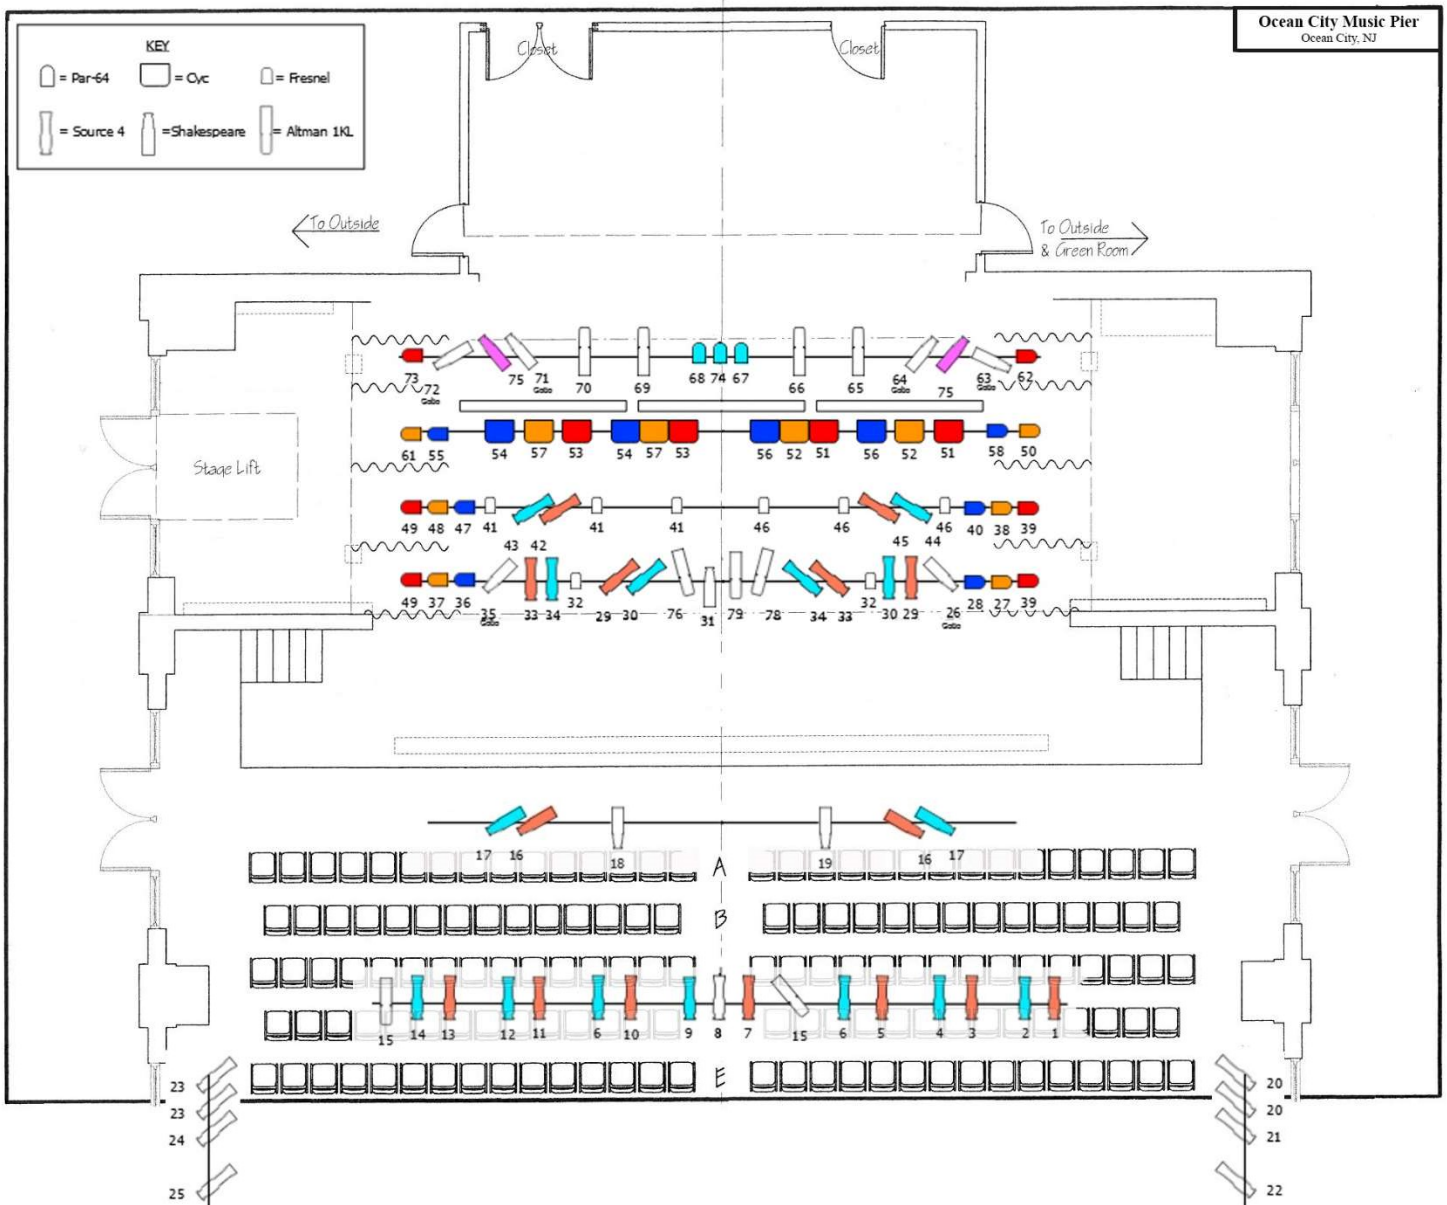 Ocean City Music Pier
Ocean City, NJ
KEY
= Par-64
= Cyc
= Fresnel
= Source 4
=Shakespeare
= Altman 1KL
Closet
Closet
To Outside
To Outside
& Green Room
73 72 75 71 70 69 68 74 67 66 65 64 75 63 62
Gobo Gobo Gobo Gobo
61 55 54 57 53 54 57 53 56 52 51 56 52 51 58 50
Stage Lift
49 48 47 41 43 42 41 41 46 46 45 44 46 40 38 39
49 37 36 35 33 34 32 29 30 76 31 79 78 34 33 32 30 29 26 28 27 39
Gobo Gobo
17 16 18 19 16 17
A
B
15 14 13 12 11 6 10 9 8 7 15 6 5 4 3 2 1
E
23 20
23 20
24 21
25 22